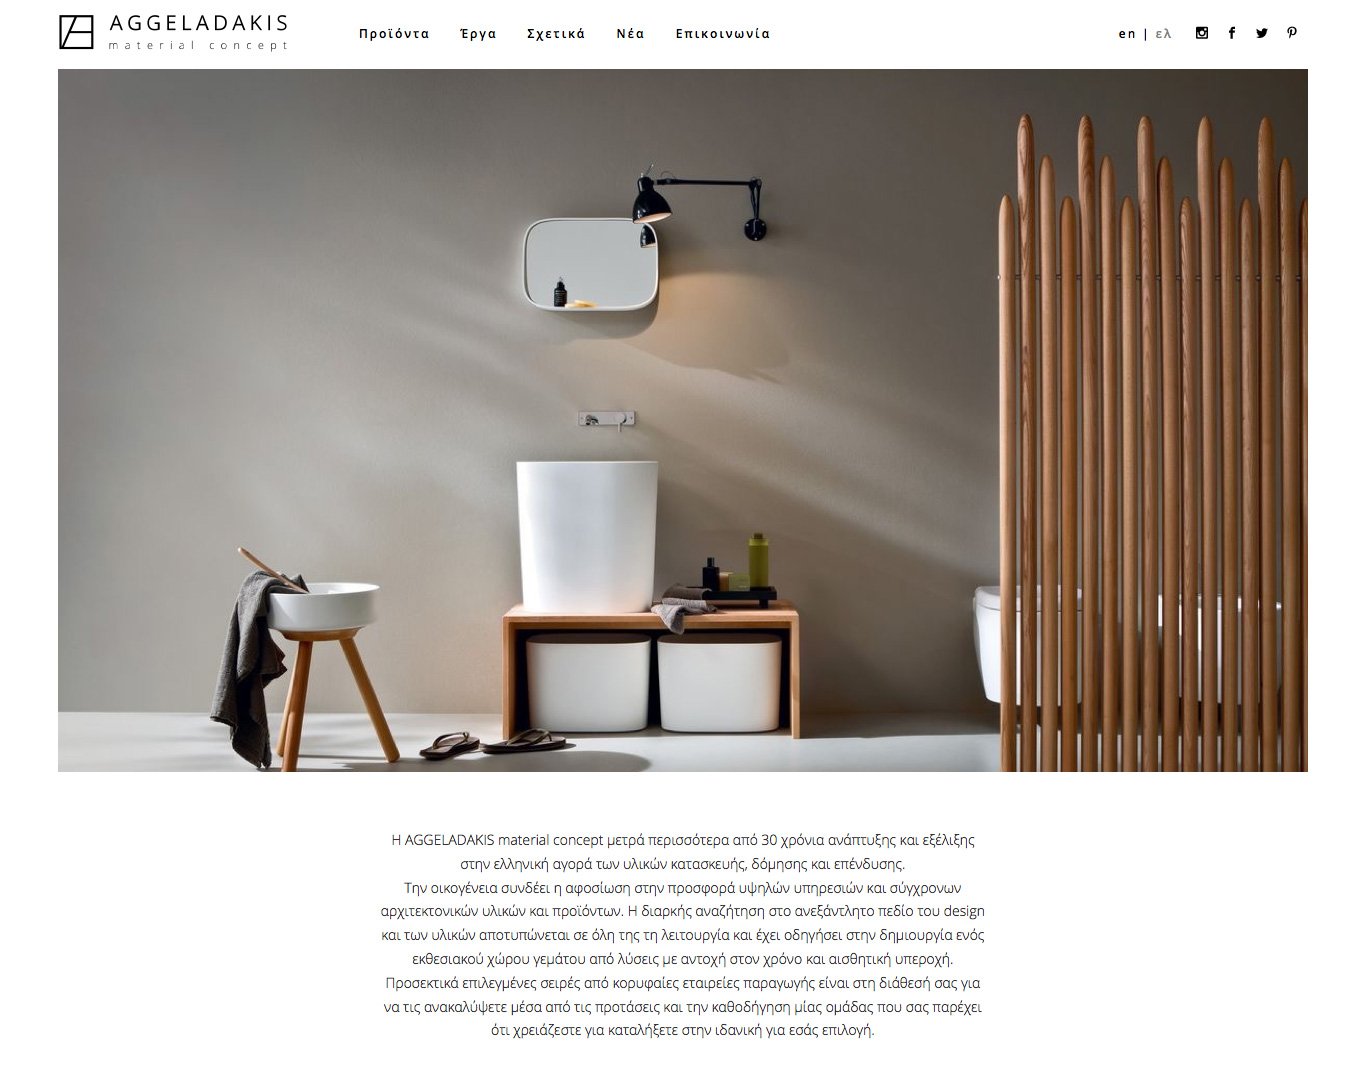 AGGELADAKIS
material concept
Προϊόντα Έργα Σχετικά Νέα Επικοινωνία
en | ελ
Η AGGELADAKIS material concept μετρά περισσότερα από 30 χρόνια ανάπτυξης και εξέλιξης
στην ελληνική αγορά των υλικών κατασκευής, δόμησης και επένδυσης.
Την οικογένεια συνδέει η αφοσίωση στην προσφορά υψηλών υπηρεσιών και σύγχρονων
αρχιτεκτονικών υλικών και προϊόντων. Η διαρκής αναζήτηση στο ανεξάντλητο πεδίο του design
και των υλικών αποτυπώνεται σε όλη της τη λειτουργία και έχει οδηγήσει στην δημιουργία ενός
εκθεσιακού χώρου γεμάτου από λύσεις με αντοχή στον χρόνο και αισθητική υπεροχή.
Προσεκτικά επιλεγμένες σειρές από κορυφαίες εταιρείες παραγωγής είναι στη διάθεσή σας για
να τις ανακαλύψετε μέσα από τις προτάσεις και την καθοδήγηση μίας ομάδας που σας παρέχει
ότι χρειάζεστε για καταλήξετε στην ιδανική για εσάς επιλογή.